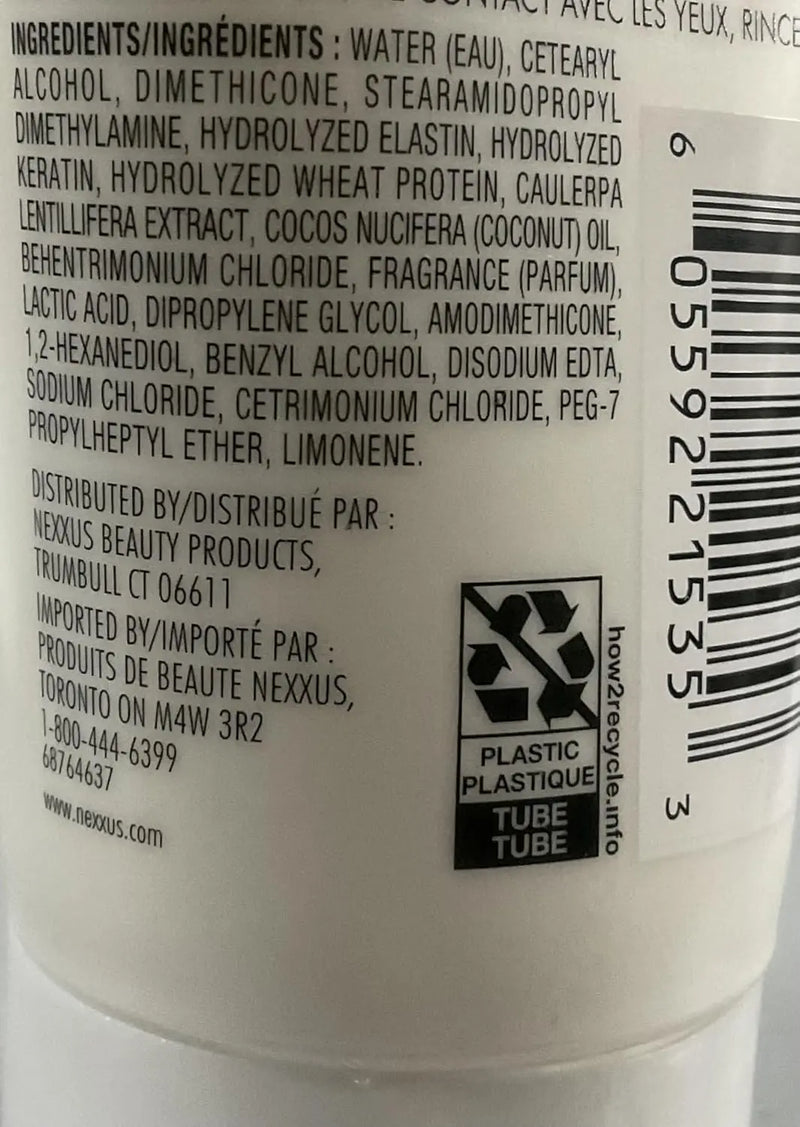 AVEC LES YEUX, RINCE
INGREDIENTS/INGRÉDIENTS : WATER (EAU), CETEARYL
ALCOHOL, DIMETHICONE, STEARAMIDOPROPYL
DIMETHYLAMINE, HYDROLYZED ELASTIN, HYDROLYZED
KERATIN, HYDROLYZED WHEAT PROTEIN, CAULERPA
LENTILLIFERA EXTRACT, COCOS NUCIFERA (COCONUT) OIL,
BEHENTRIMONIUM CHLORIDE, FRAGRANCE (PARFUM),
LACTIC ACID, DIPROPYLENE GLYCOL, AMODIMETHICONE,
1,2-HEXANEDIOL, BENZYL ALCOHOL, DISODIUM EDTA,
SODIUM CHLORIDE, CETRIMONIUM CHLORIDE, PEG-7
PROPYLHEPTYL ETHER, LIMONENE.
DISTRIBUTED BY/DISTRIBUÉ PAR :
NEXXUS BEAUTY PRODUCTS,
TRUMBULL CT 06611
IMPORTED BY/IMPORTÉ PAR :
PRODUITS DE BEAUTE NEXXUS,
TORONTO ON M4W 3R2
1-800-444-6399
68764637
www.nexxus.com
PLASTIC
PLASTIQUE
TUBE
TUBE
how2recycle.info
6 05592 21535 3